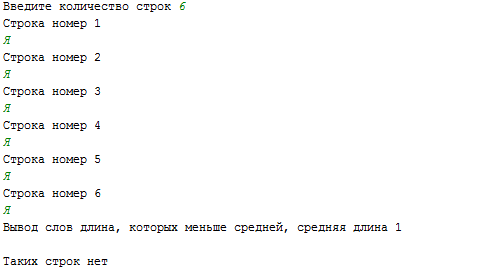 Введите количество строк 6
Строка номер 1
Я
Строка номер 2
Я
Строка номер 3
Я
Строка номер 4
Я
Строка номер 5
Я
Строка номер 6
Я
Вывод слов длина, которых меньше средней, средняя длина 1
Таких строк нет